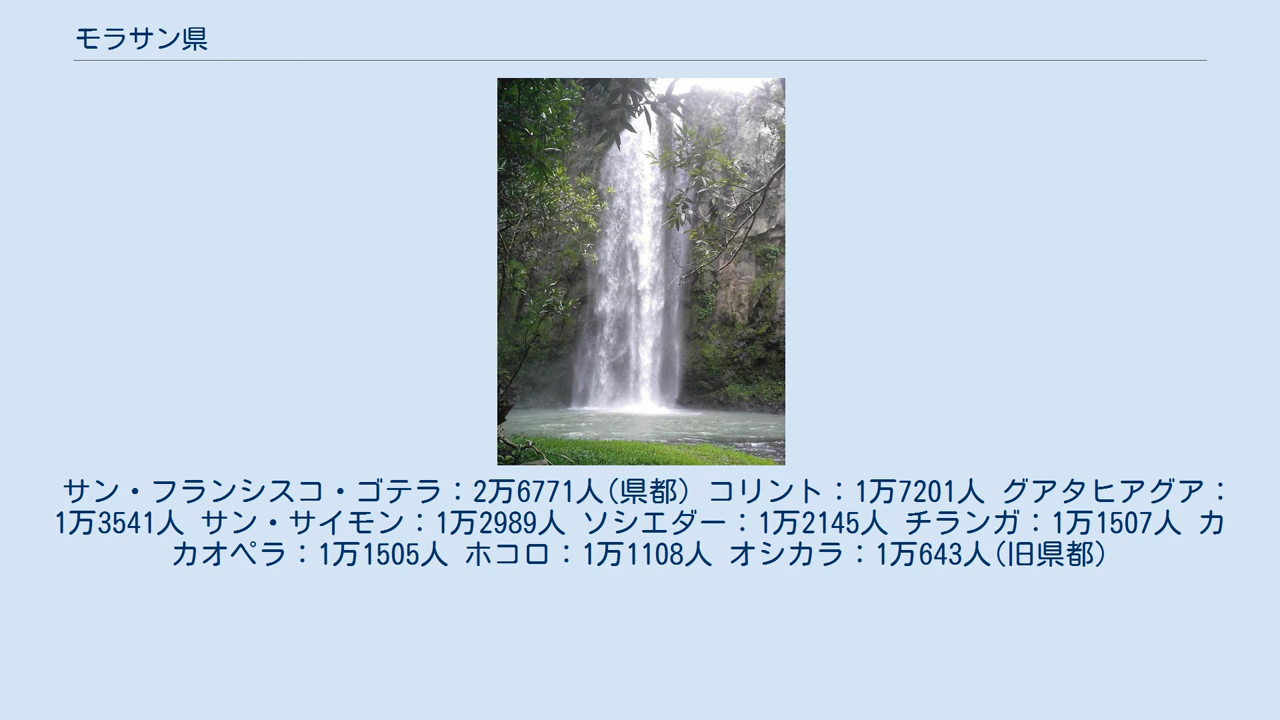 モラサン県
サン・フランシスコ・ゴテラ：2万6771人(県都) コリント：1万7201人 グアタヒアグア：
1万3541人 サン・サイモン：1万2989人 ソシエダー：1万2145人 チランガ：1万1507人 カ
カオペラ：1万1505人 ホコロ：1万1108人 オシカラ：1万643人(旧県都)